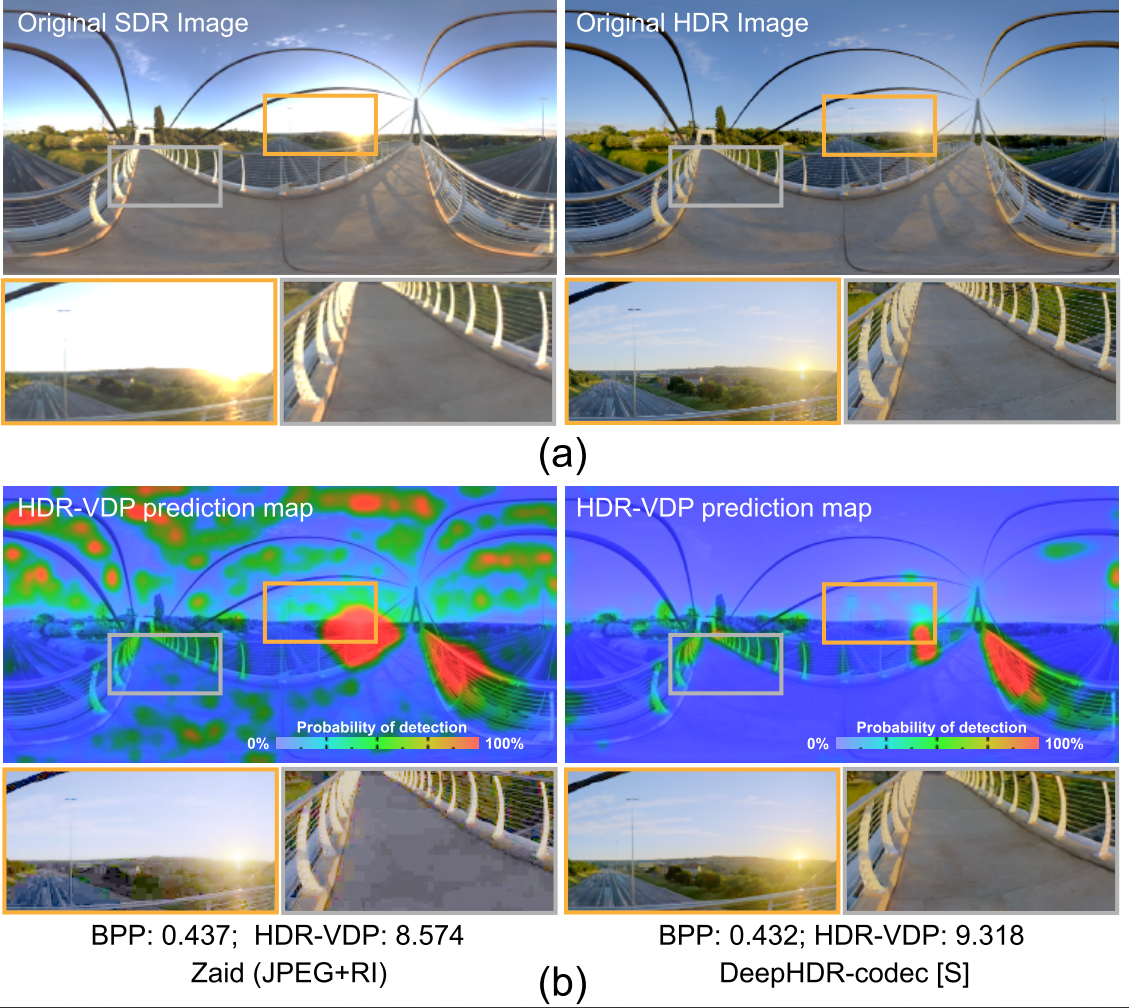 Original SDR Image
Original HDR Image
(a)
HDR-VDP prediction map
HDR-VDP prediction map
Probability of detection
0% 100%
Probability of detection
0% 100%
BPP: 0.437; HDR-VDP: 8.574
Zaid (JPEG+RI)
BPP: 0.432; HDR-VDP: 9.318
DeepHDR-codec [S]
(b)